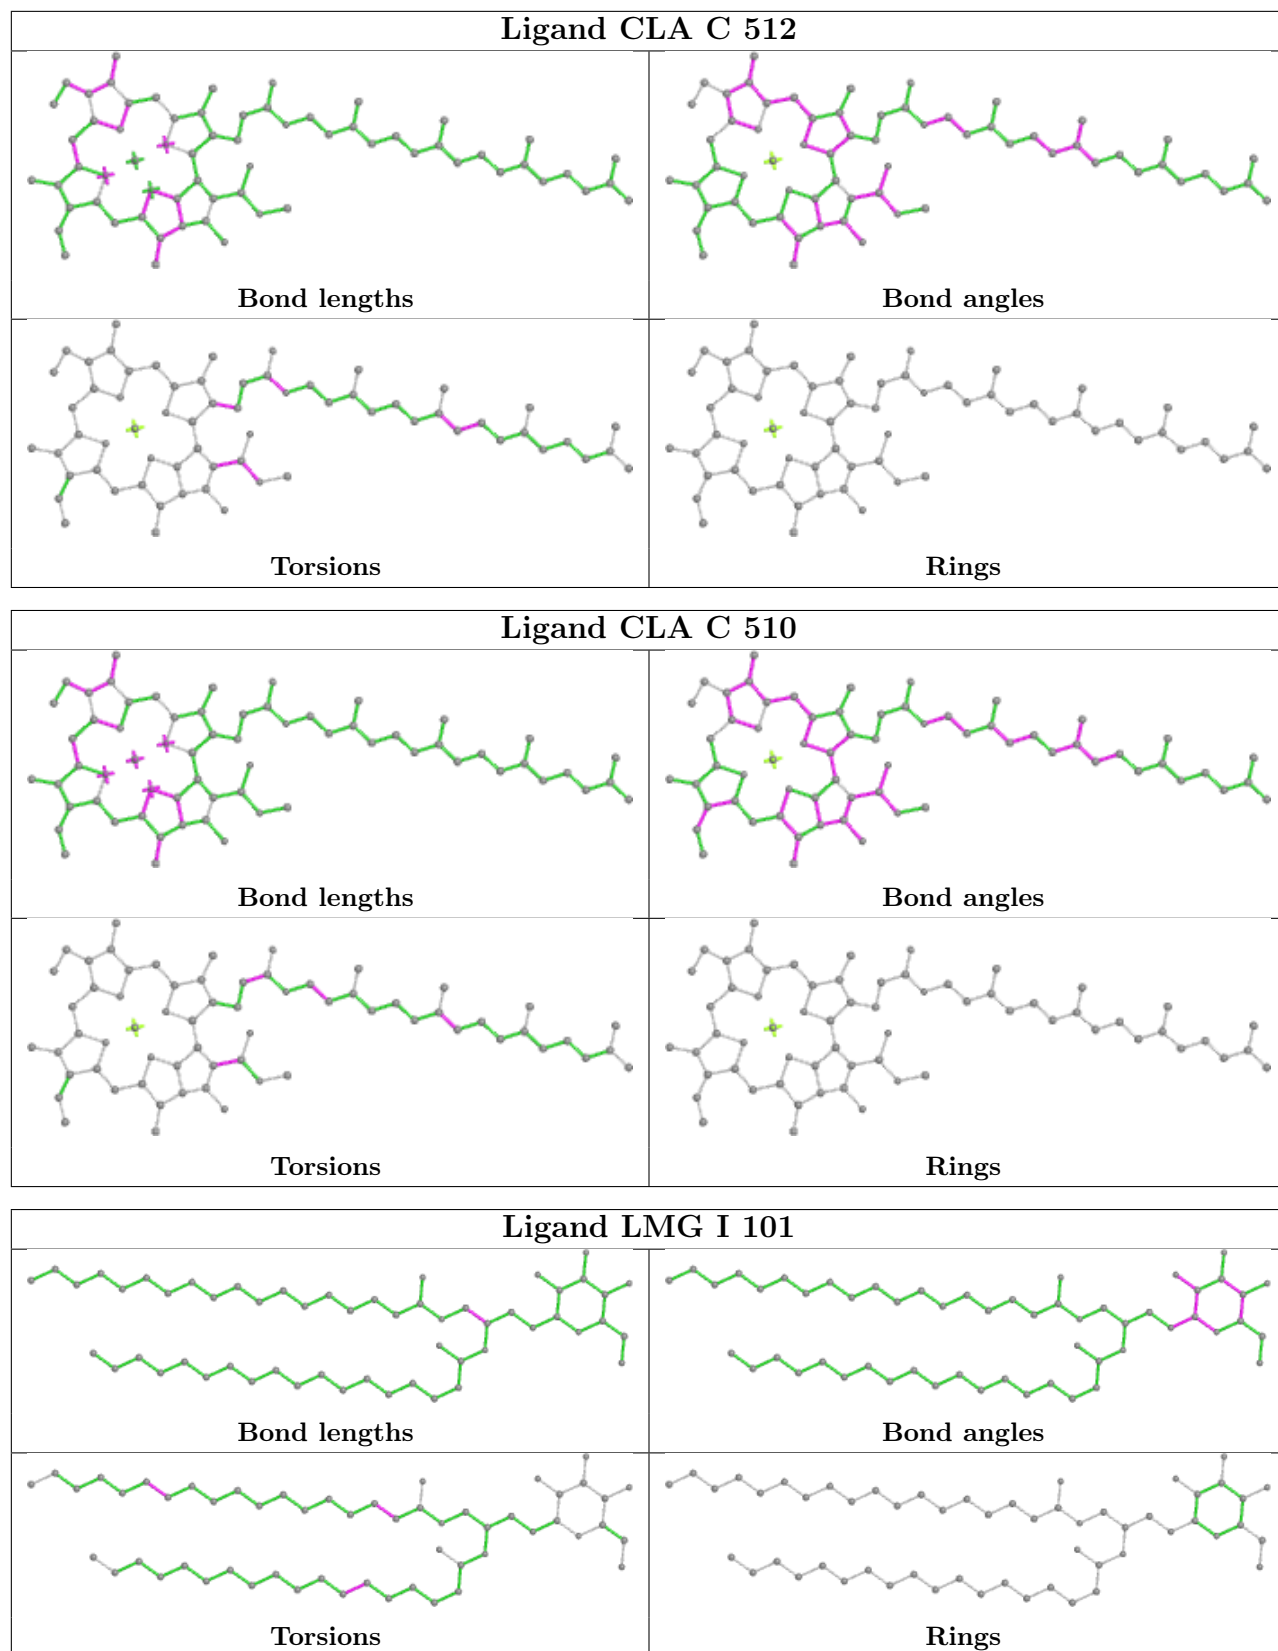 Ligand CLA C 512
Bond lengths
Bond angles
Torsions
Rings
Ligand CLA C 510
Bond lengths
Bond angles
Torsions
Rings
Ligand LMG I 101
Bond lengths
Bond angles
Torsions
Rings